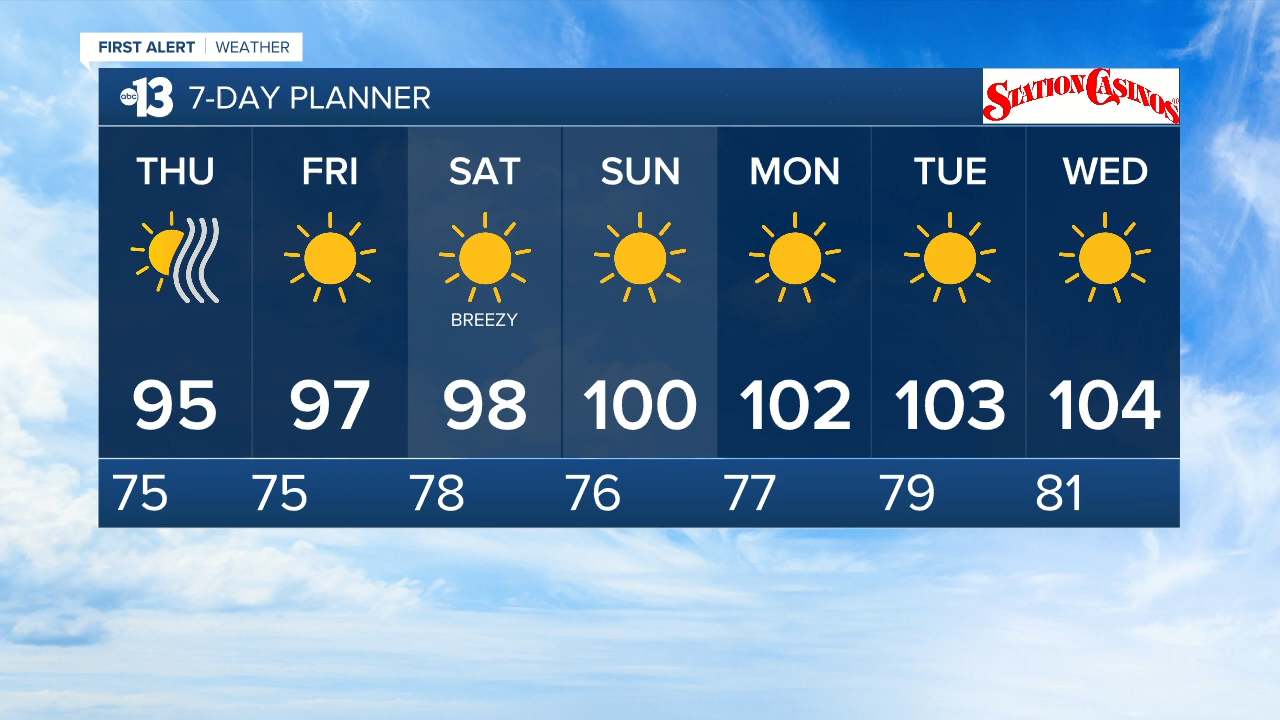 FIRST ALERT | WEATHER
abc 13 7-DAY PLANNER
STATION CASINOS
THU FRI SAT SUN MON TUE WED
BREEZY
95 97 98 100 102 103 104
75 75 78 76 77 79 81